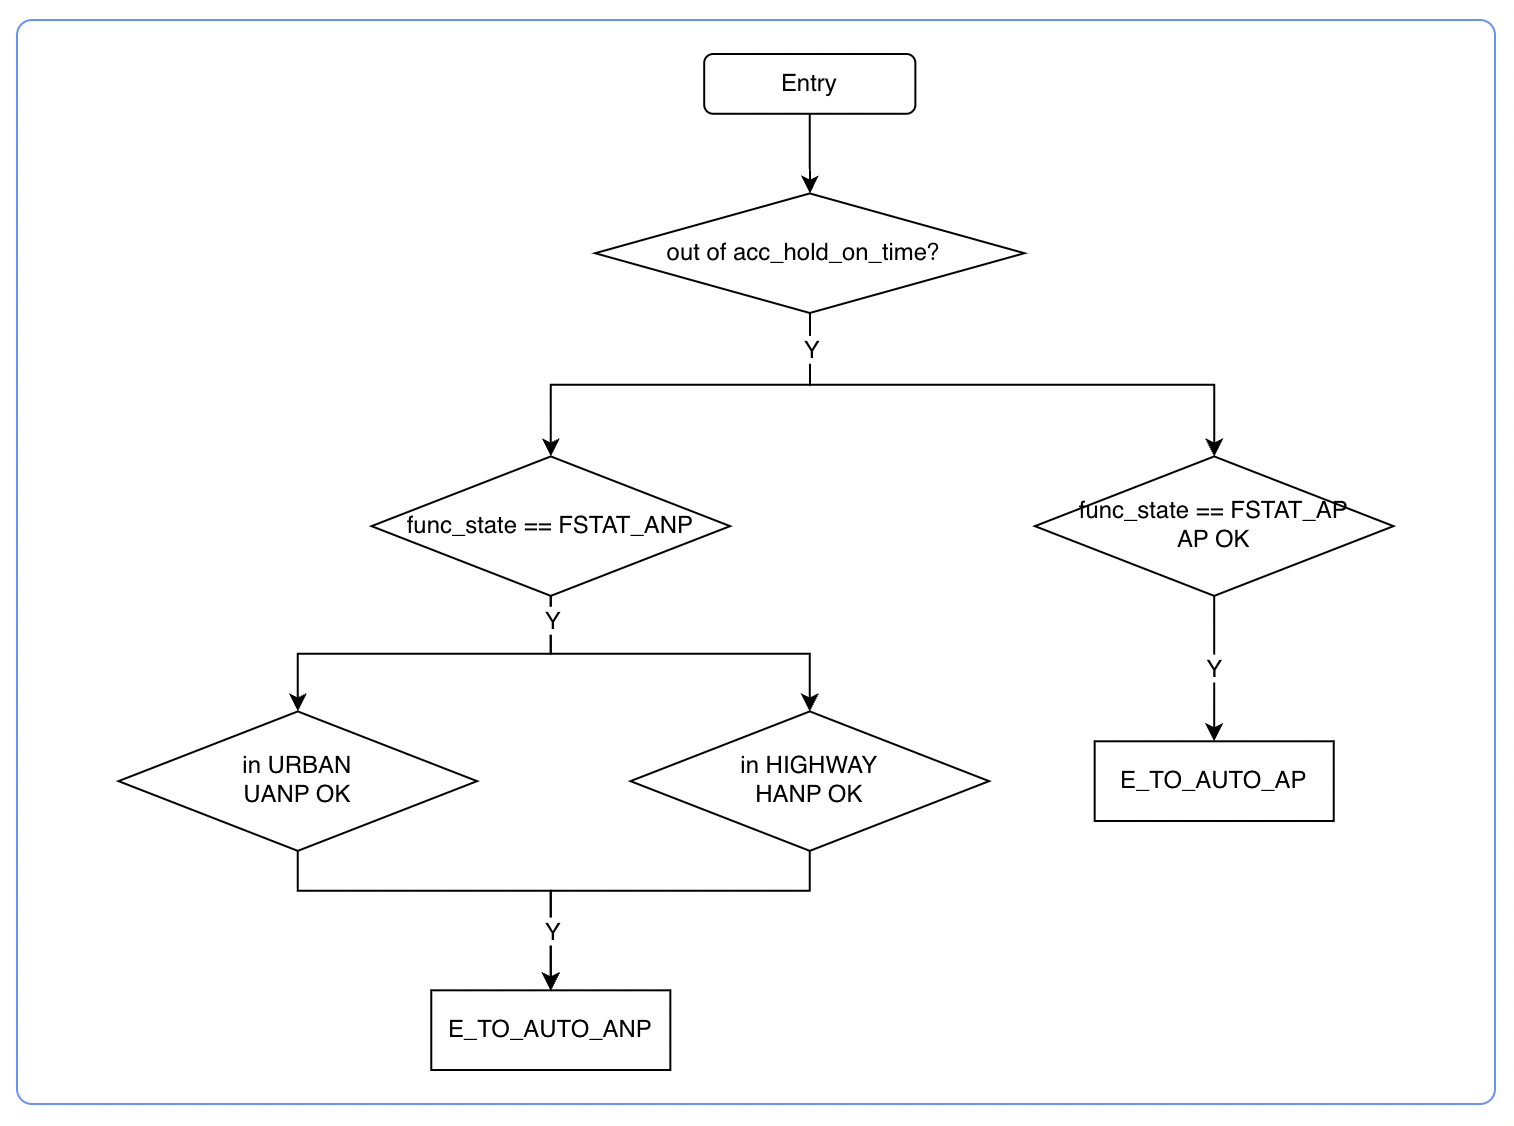 Entry
out of acc_hold_on_time?
Y
func_state == FSTAT_ANP
func_state == FSTAT_AP
AP OK
Y
Y
in URBAN
UANP OK
in HIGHWAY
HANP OK
E_TO_AUTO_AP
Y
E_TO_AUTO_ANP